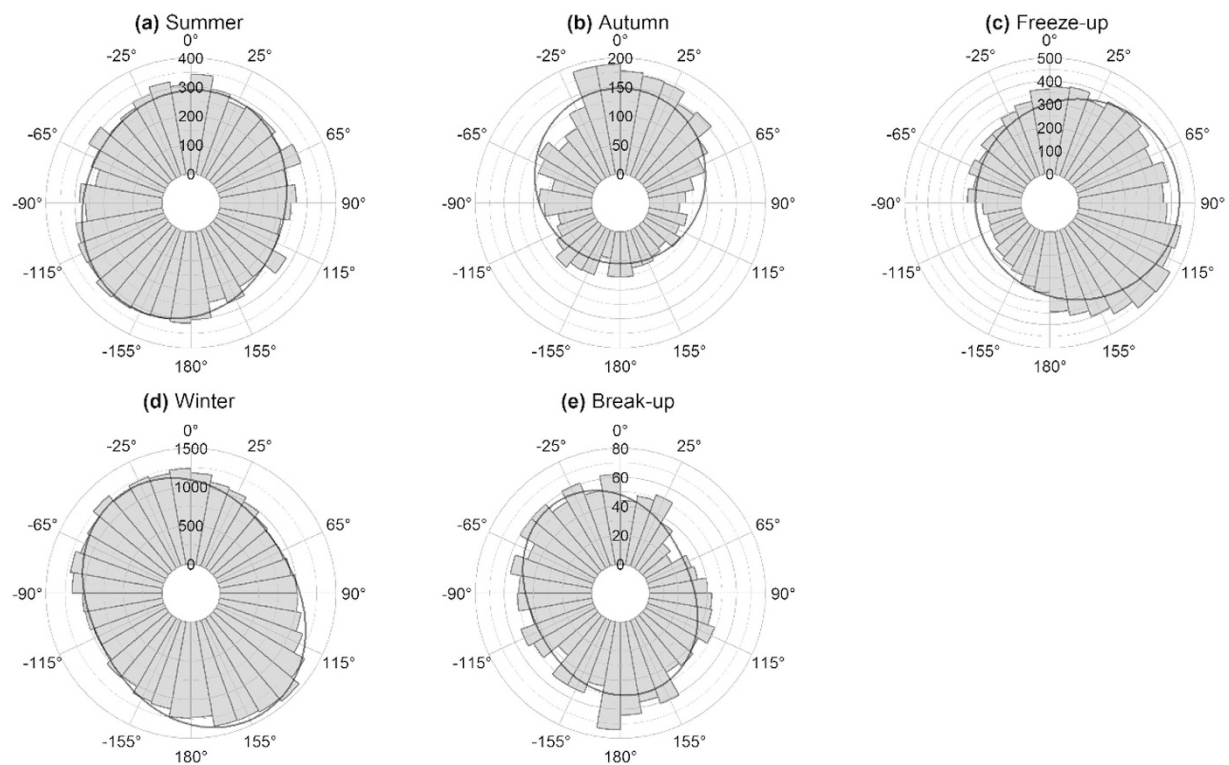 (a) Summer
0°
-25° 400 25°
300
-65° 200 65°
100
0
-90° 90°
-115° 115°
-155° 155°
180°
(b) Autumn
0°
-25° 200 25°
150
-65° 100 65°
50
0
-90° 90°
-115° 115°
-155° 155°
180°
(c) Freeze-up
0°
-25° 500 25°
400
300
-65° 200 65°
100
0
-90° 90°
-115° 115°
-155° 155°
180°
(d) Winter
0°
-25° 1500 25°
1000
-65° 500 65°
0
-90° 90°
-115° 115°
-155° 155°
180°
(e) Break-up
0°
-25° 80 25°
60
-65° 40 65°
20
0
-90° 90°
-115° 115°
-155° 155°
180°